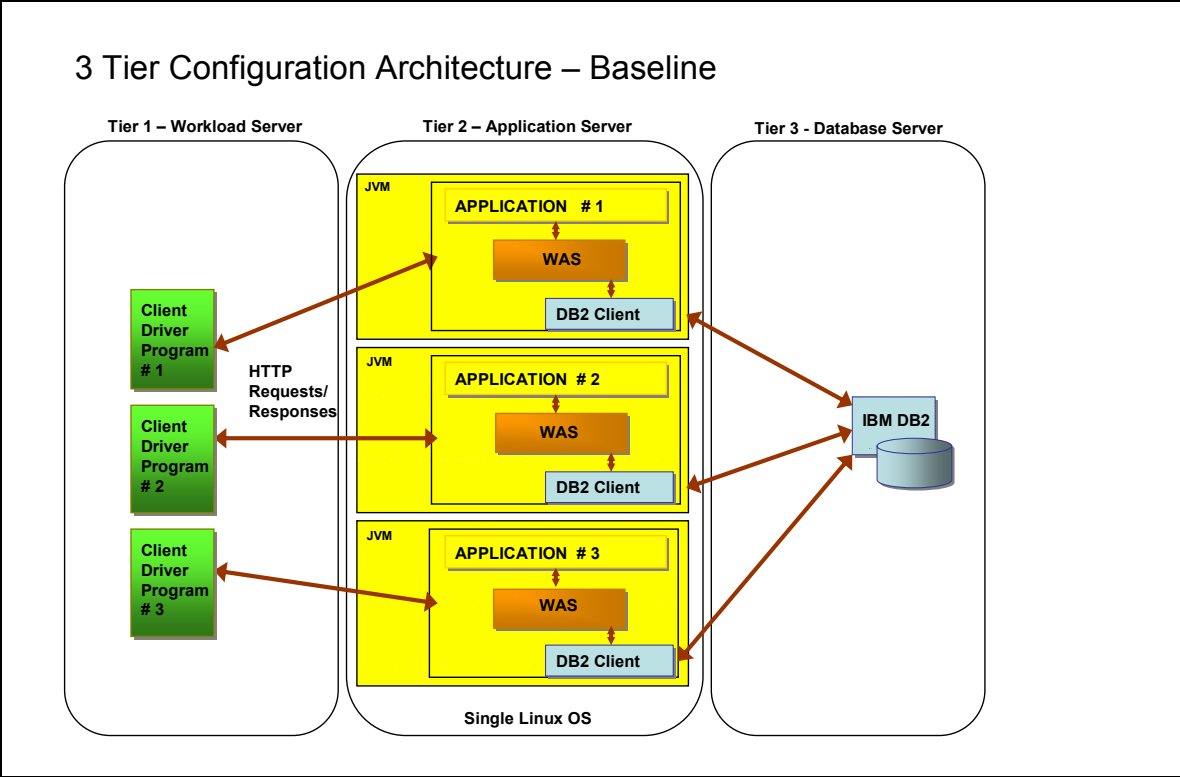 3 Tier Configuration Architecture – Baseline
Tier 1 – Workload Server
Tier 2 – Application Server
Tier 3 - Database Server
Client
Driver
Program
# 1
HTTP
Requests/
Responses
Client
Driver
Program
# 2
Client
Driver
Program
# 3
JVM
APPLICATION # 1
WAS
DB2 Client
JVM
APPLICATION # 2
WAS
DB2 Client
JVM
APPLICATION # 3
WAS
DB2 Client
Single Linux OS
IBM DB2